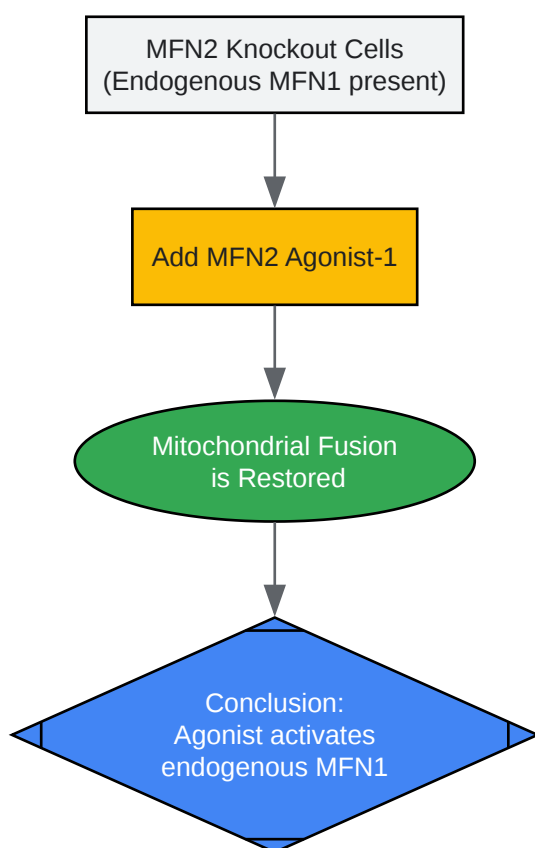 MFN2 Knockout Cells
(Endogenous MFN1 present)
Add MFN2 Agonist-1
Mitochondrial Fusion
is Restored
Conclusion:
Agonist activates
endogenous MFN1